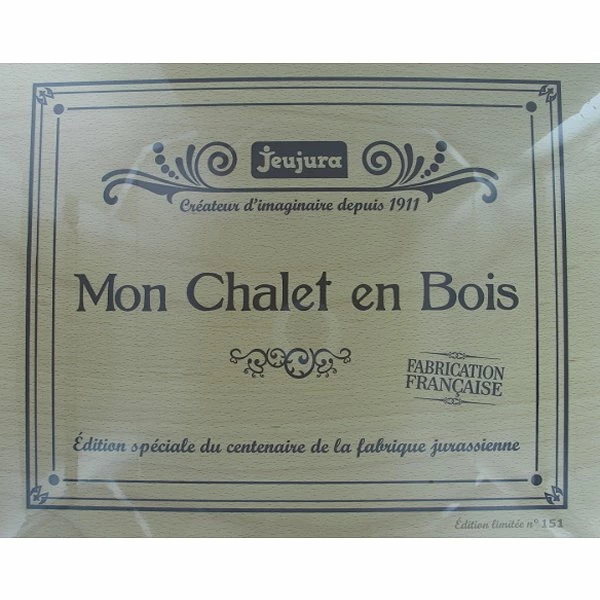 Jeujura
Créateur d'imaginaire depuis 1911
Mon Chalet en Bois
FABRICATION
FRANÇAISE
Édition spéciale du centenaire de la fabrique jurassienne
Édition limitée n° 151